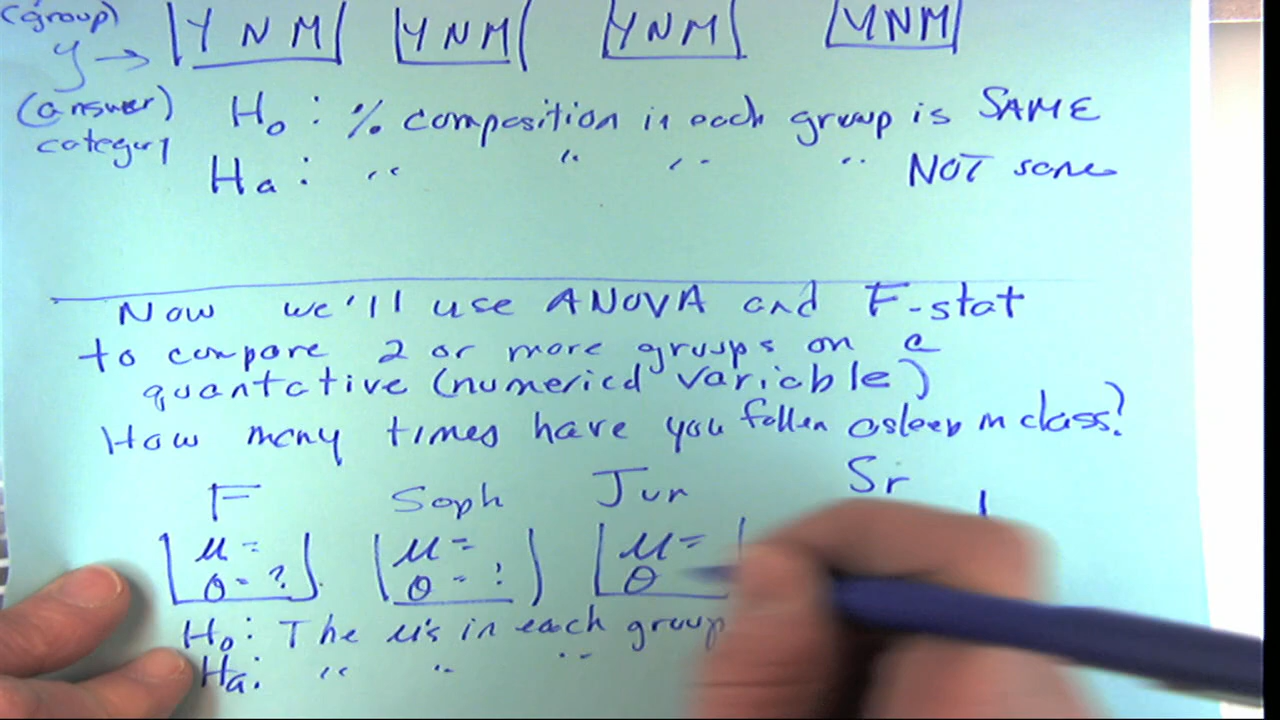 (group)
y → Y N M Y N M Y N M Y N M
(answer) H₀ : % composition in each group is SAME
category Ha : " " " " NOT same
Now we'll use ANOVA and F-stat
to compare 2 or more groups on a
quantative (numerical variable)
How many times have you fallen asleep in class?
F Soph Jun Sr
μ = μ = μ =
σ = ? σ = ? σ
H₀ : The μ's in each group
Ha : " " "